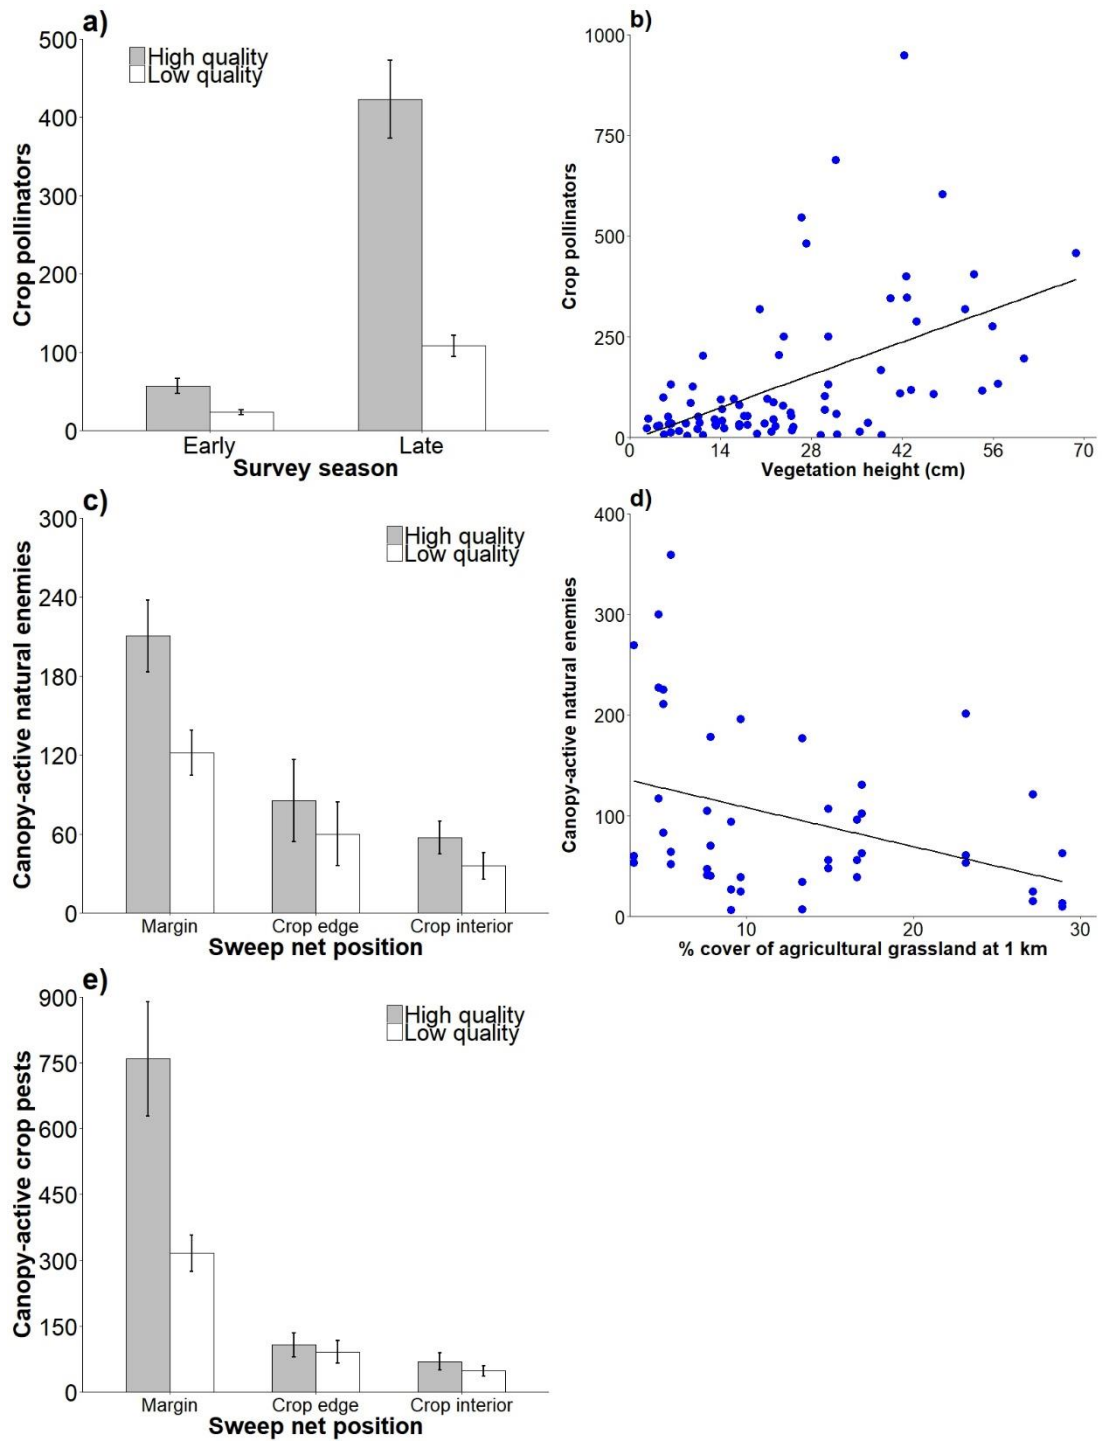 a)
High quality
Low quality
500
400
300
200
100
0
Crop pollinators
Early
Late
Survey season
b)
1000
750
500
250
0
Crop pollinators
0
14
28
42
56
70
Vegetation height (cm)
c)
High quality
Low quality
300
240
180
120
60
0
Canopy-active natural enemies
Margin
Crop edge
Crop interior
Sweep net position
d)
400
300
200
100
0
Canopy-active natural enemies
10
20
30
% cover of agricultural grassland at 1 km
e)
High quality
Low quality
900
750
600
450
300
150
0
Canopy-active crop pests
Margin
Crop edge
Crop interior
Sweep net position